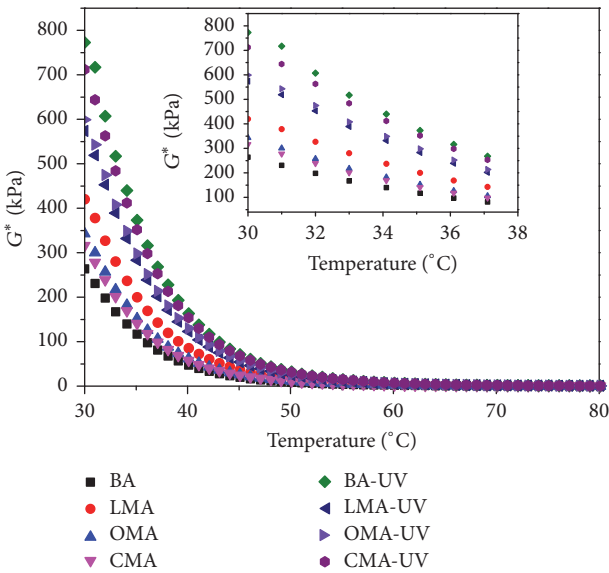 800
700
600
500
400
300
200
100
0
G* (kPa)
30 40 50 60 70 80
Temperature (°C)
800
700
600
500
400
300
200
100
G* (kPa)
30 32 34 36 38
Temperature (°C)
BA
LMA
OMA
CMA
BA-UV
LMA-UV
OMA-UV
CMA-UV